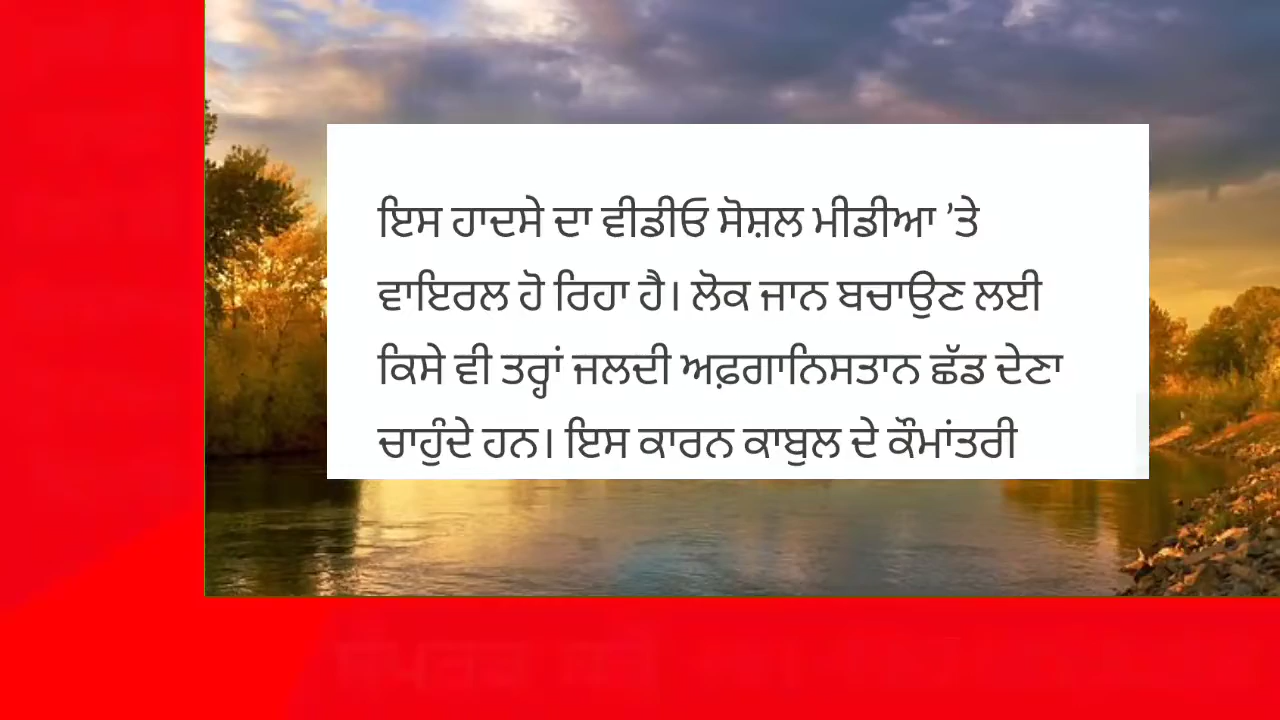 ਇਸ ਹਾਦਸੇ ਦਾ ਵੀਡੀਓ ਸੋਸ਼ਲ ਮੀਡੀਆ ’ਤੇ
ਵਾਇਰਲ ਹੋ ਰਿਹਾ ਹੈ। ਲੋਕ ਜਾਨ ਬਚਾਉਣ ਲਈ
ਕਿਸੇ ਵੀ ਤਰ੍ਹਾਂ ਜਲਦੀ ਅਫ਼ਗਾਨਿਸਤਾਨ ਛੱਡ ਦੇਣਾ
ਚਾਹੁੰਦੇ ਹਨ। ਇਸ ਕਾਰਨ ਕਾਬੁਲ ਦੇ ਕੌਮਾਂਤਰੀ